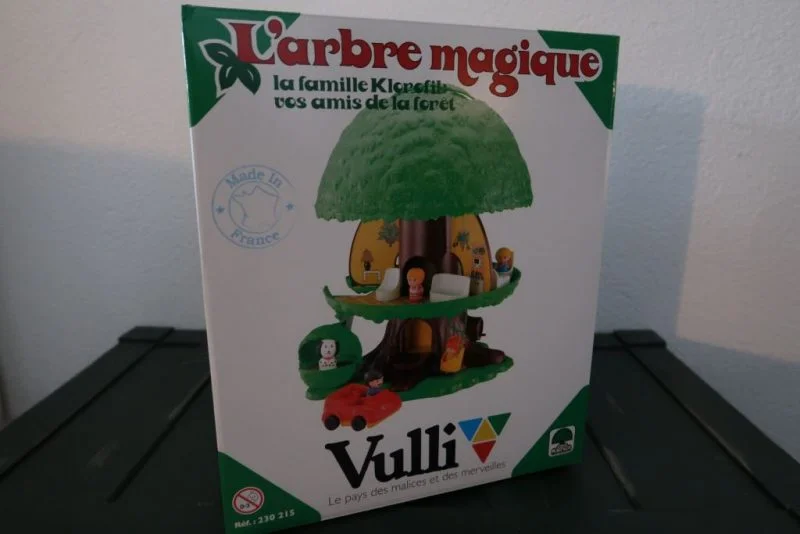 L'arbre magique
la famille Klorofil:
vos amis de la forêt
Made In
France
Vulli
Le pays des malices et des merveilles
Réf.: 230 215